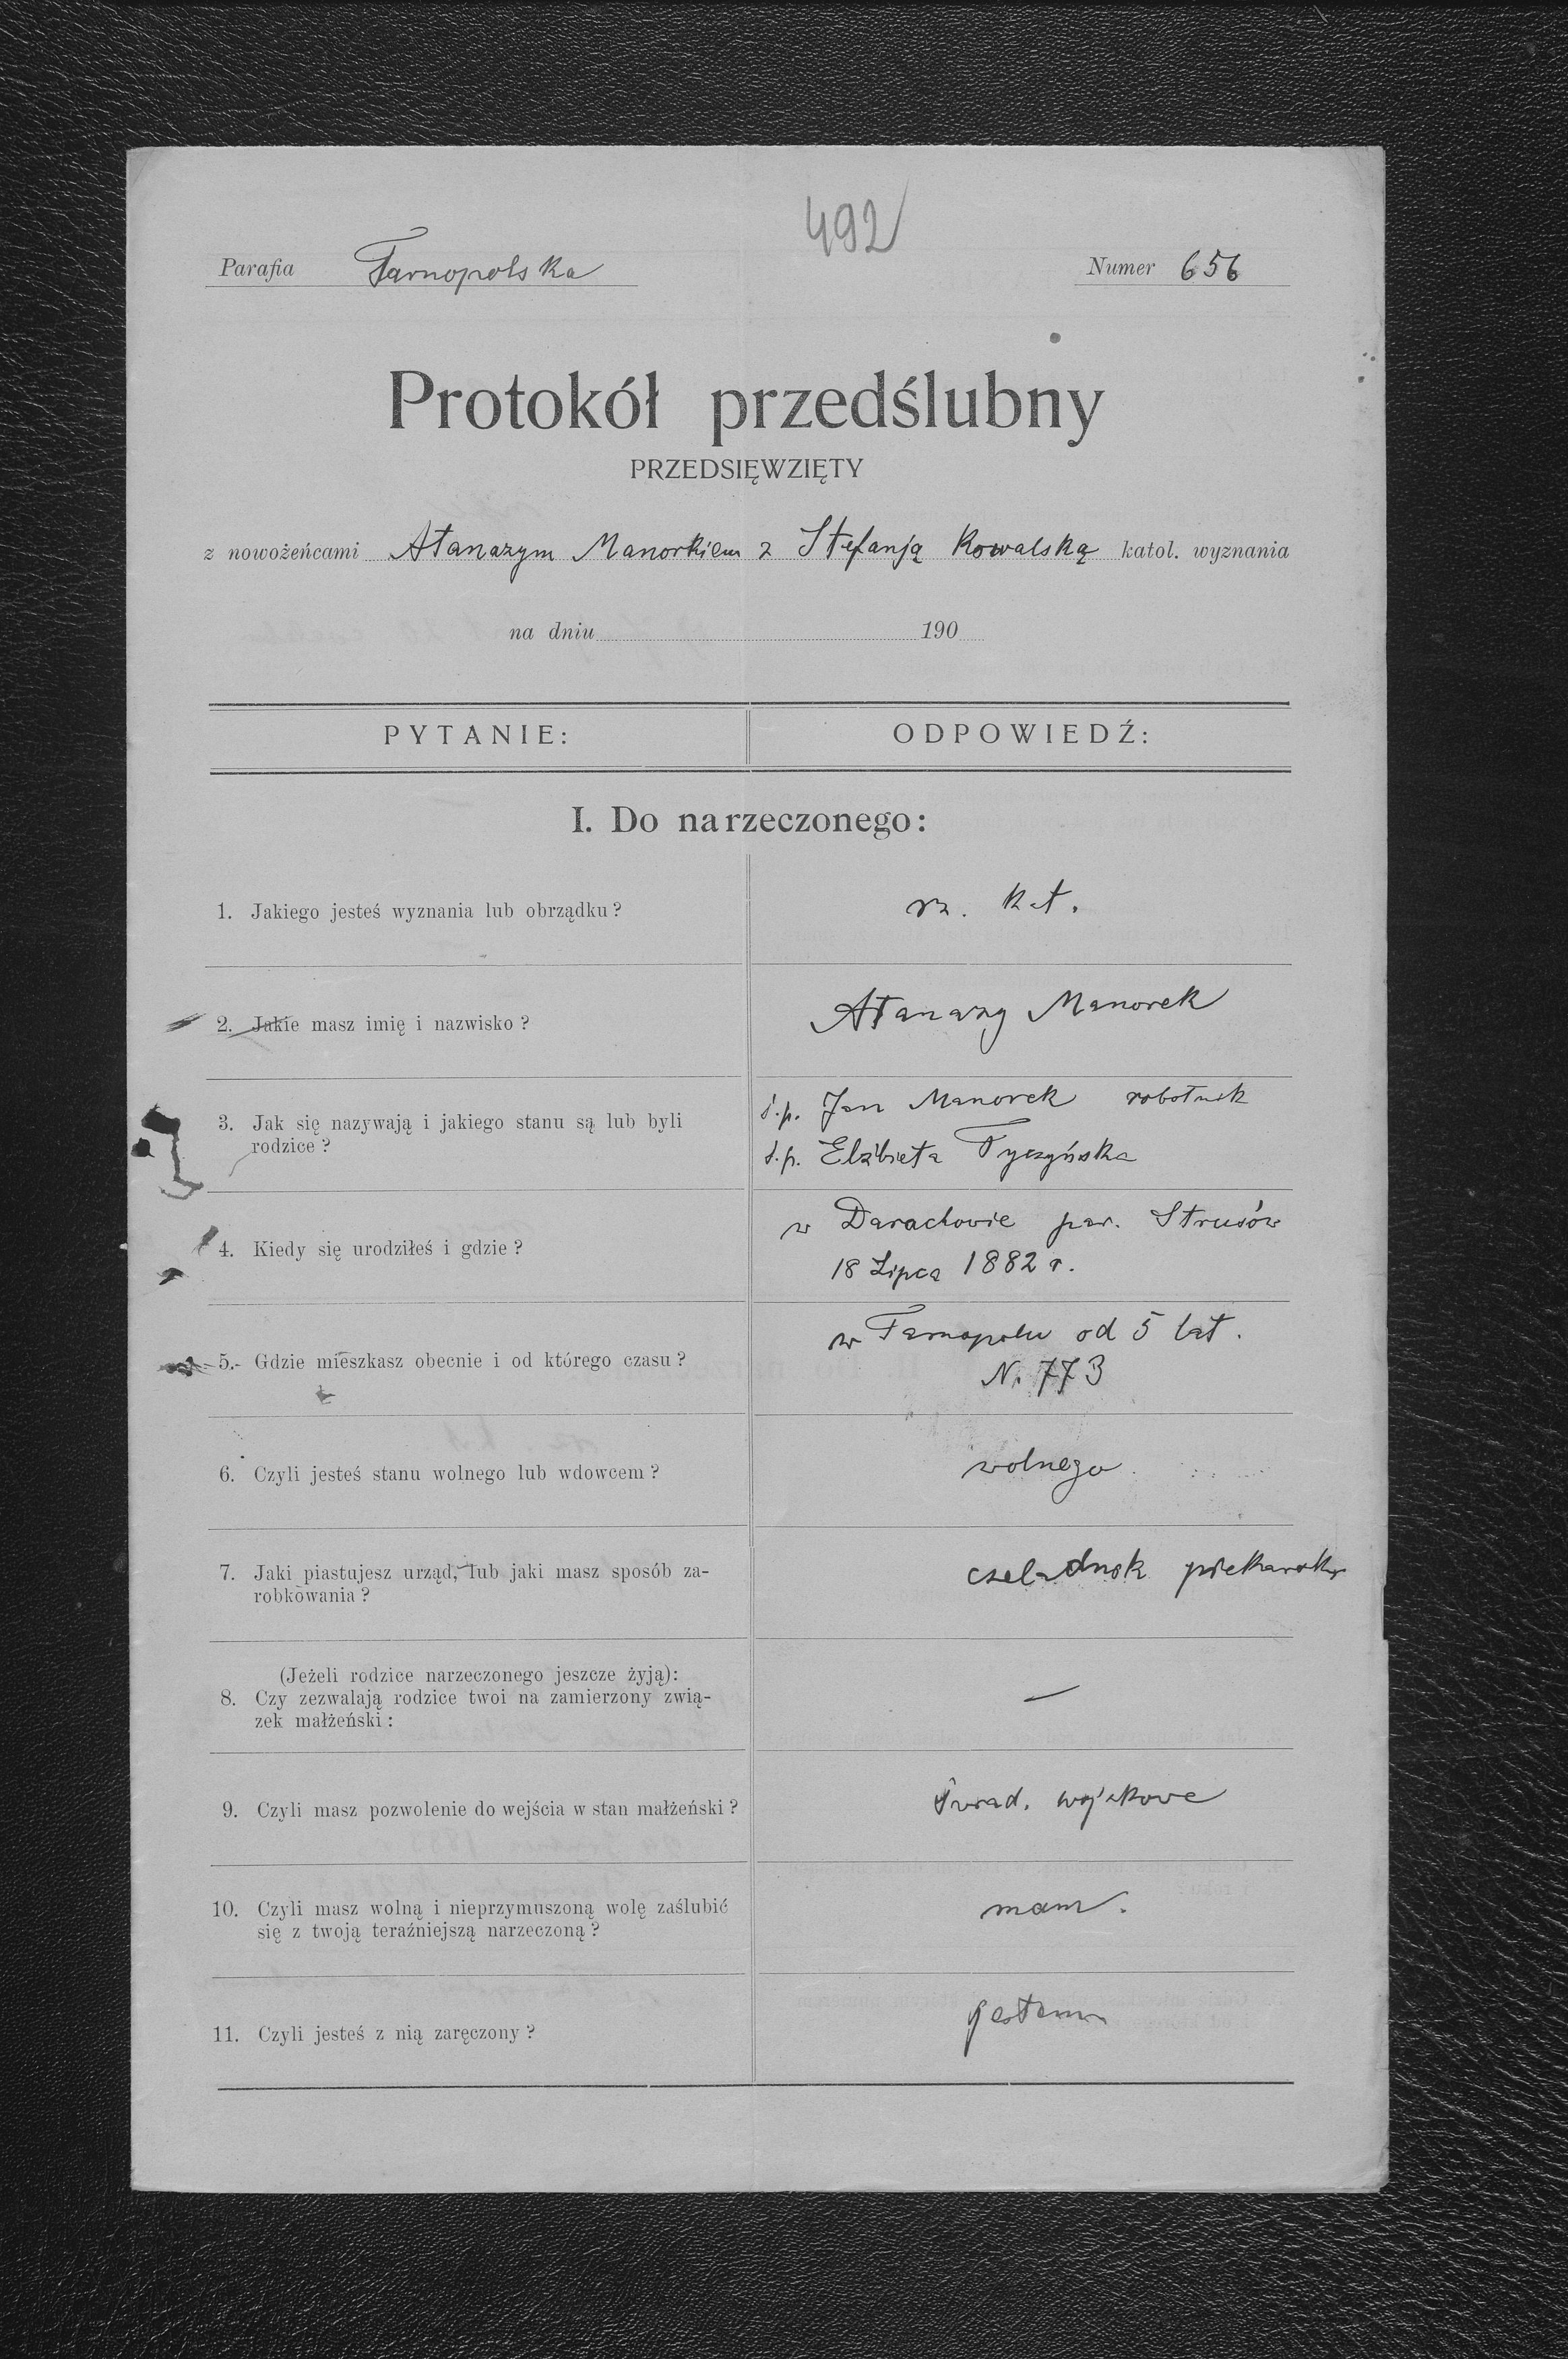 492
Parafia Tarnopolska Numer 656
Protokół przedślubny
PRZEDSIĘWZIĘTY
z nowożeńcami Atanazym Manorkiem z Stefanją Kowalską katol. wyznania
na dniu 190
PYTANIE: ODPOWIEDŹ:
I. Do narzeczonego:
1. Jakiego jesteś wyznania lub obrządku? rz. kat.
2. Jakie masz imię i nazwisko? Atanazy Manorek
3. Jak się nazywają i jakiego stanu są lub byli
rodzice?
ś.p. Jan Manorek robotnik
ś.p. Elżbieta Tyczyńska
4. Kiedy się urodziłeś i gdzie?
w Darachowie par. Strusów
18 Lipca 1882 r.
5. Gdzie mieszkasz obecnie i od którego czasu?
w Tarnopolu od 5 lat.
N. 773
6. Czyli jesteś stanu wolnego lub wdowcem? wolnego
7. Jaki piastujesz urząd, lub jaki masz sposób za-
robkowania?
czeladnik piekarski
(Jeżeli rodzice narzeczonego jeszcze żyją):
8. Czy zezwalają rodzice twoi na zamierzony zwią-
zek małżeński: —
9. Czyli masz pozwolenie do wejścia w stan małżeński? wojskowe
10. Czyli masz wolną i nieprzymuszoną wolę zaślubić
się z twoją teraźniejszą narzeczoną?
mam.
11. Czyli jesteś z nią zaręczony? jestem